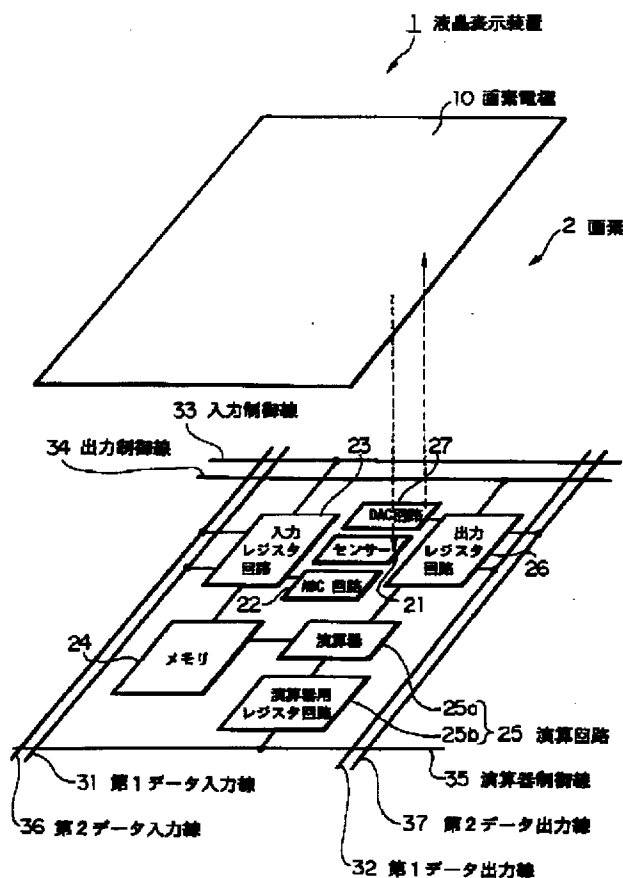 1 液晶表示装置
10 画素電極
2 画素
33 入力制御線
34 出力制御線
23
27
DAC回路
入力
レジスタ
回路
センサー
出力
レジスタ
回路
26
22
ADC 回路
21
24
メモリ
演算器
演算器用
レジスタ回路
25a
25b
25 演算回路
31 第1データ入力線
35 演算器制御線
36 第2データ入力線
37 第2データ出力線
32 第1データ出力線